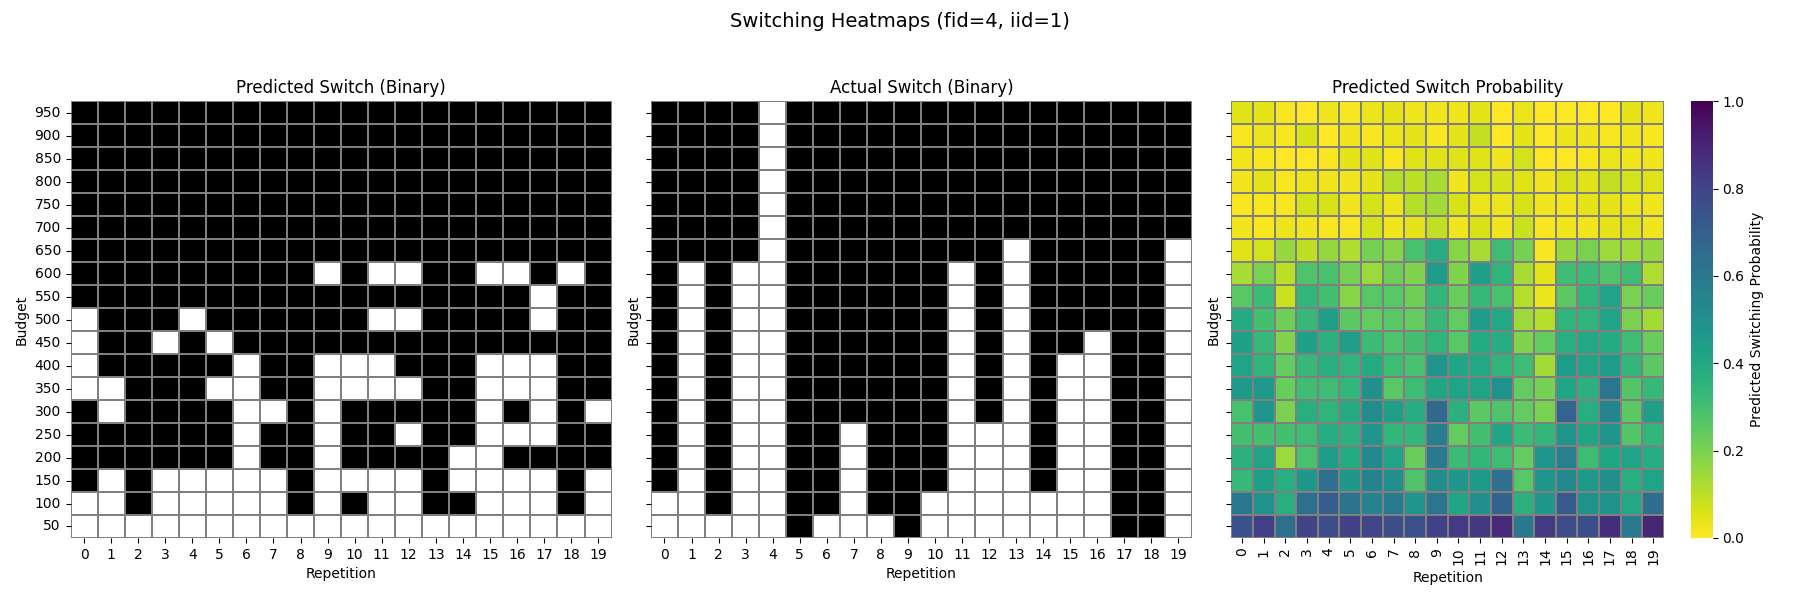 Switching Heatmaps (fid=4, iid=1)
Predicted Switch (Binary)
Budget
950
900
850
800
750
700
650
600
550
500
450
400
350
300
250
200
150
100
50
0 1 2 3 4 5 6 7 8 9 10 11 12 13 14 15 16 17 18 19
Repetition
Actual Switch (Binary)
Budget
0 1 2 3 4 5 6 7 8 9 10 11 12 13 14 15 16 17 18 19
Repetition
Predicted Switch Probability
Budget
0 1 2 3 4 5 6 7 8 9 10 11 12 13 14 15 16 17 18 19
Repetition
1.0
0.8
0.6
0.4
0.2
0.0
Predicted Switching Probability